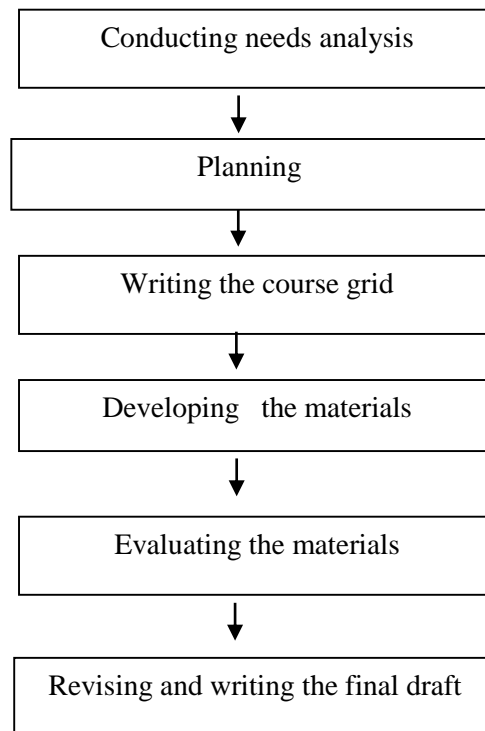 Conducting needs analysis
Planning
Writing the course grid
Developing the materials
Evaluating the materials
Revising and writing the final draft